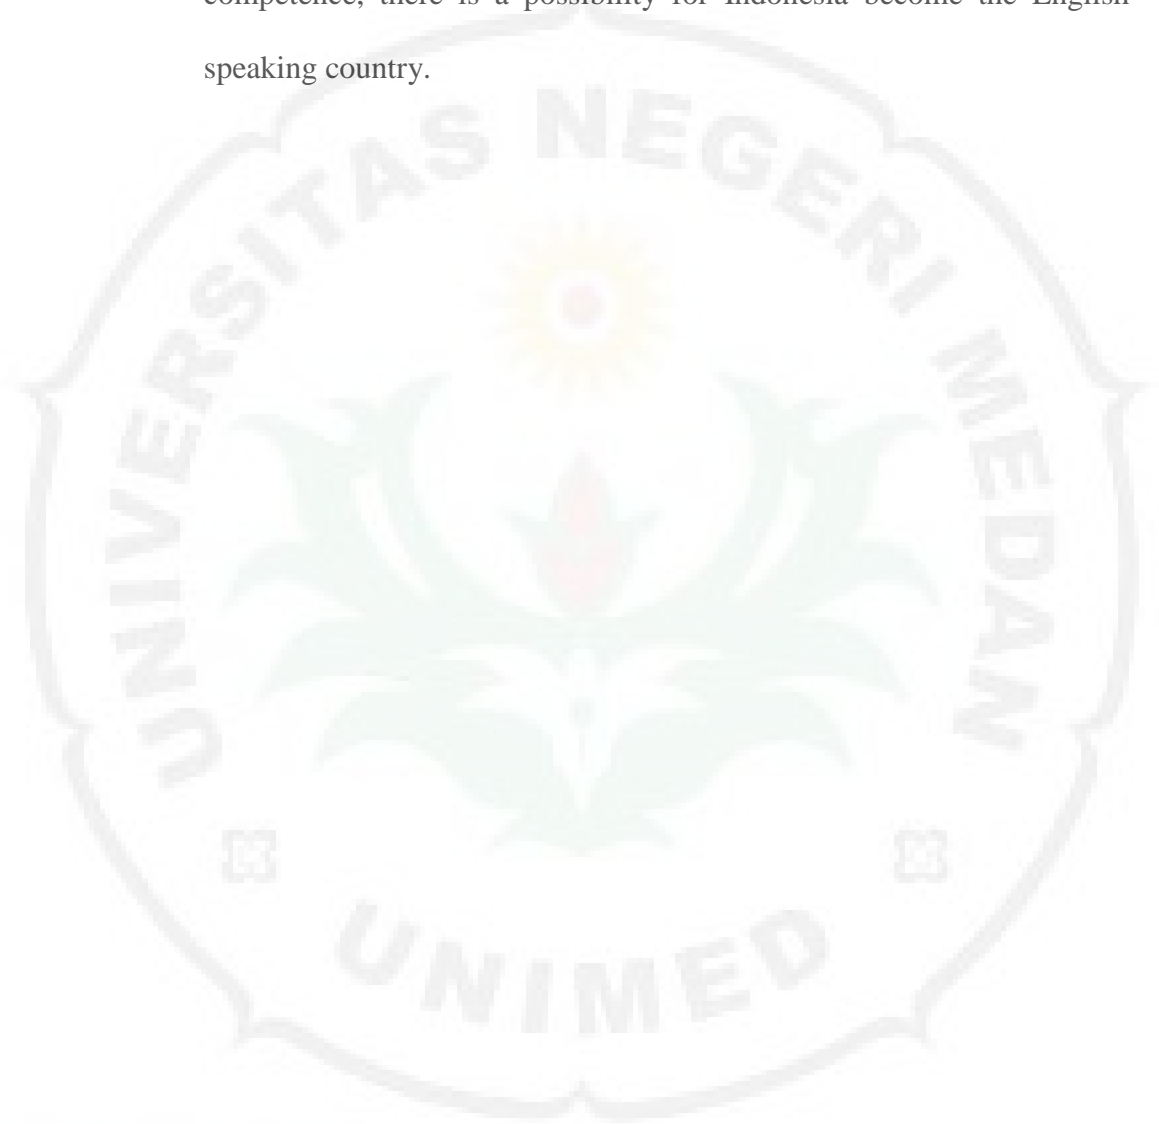 competence, there is a possibility for Indonesia become the English
speaking country.
UNIVERSITAS NEGERI MEDAN
UNIMED